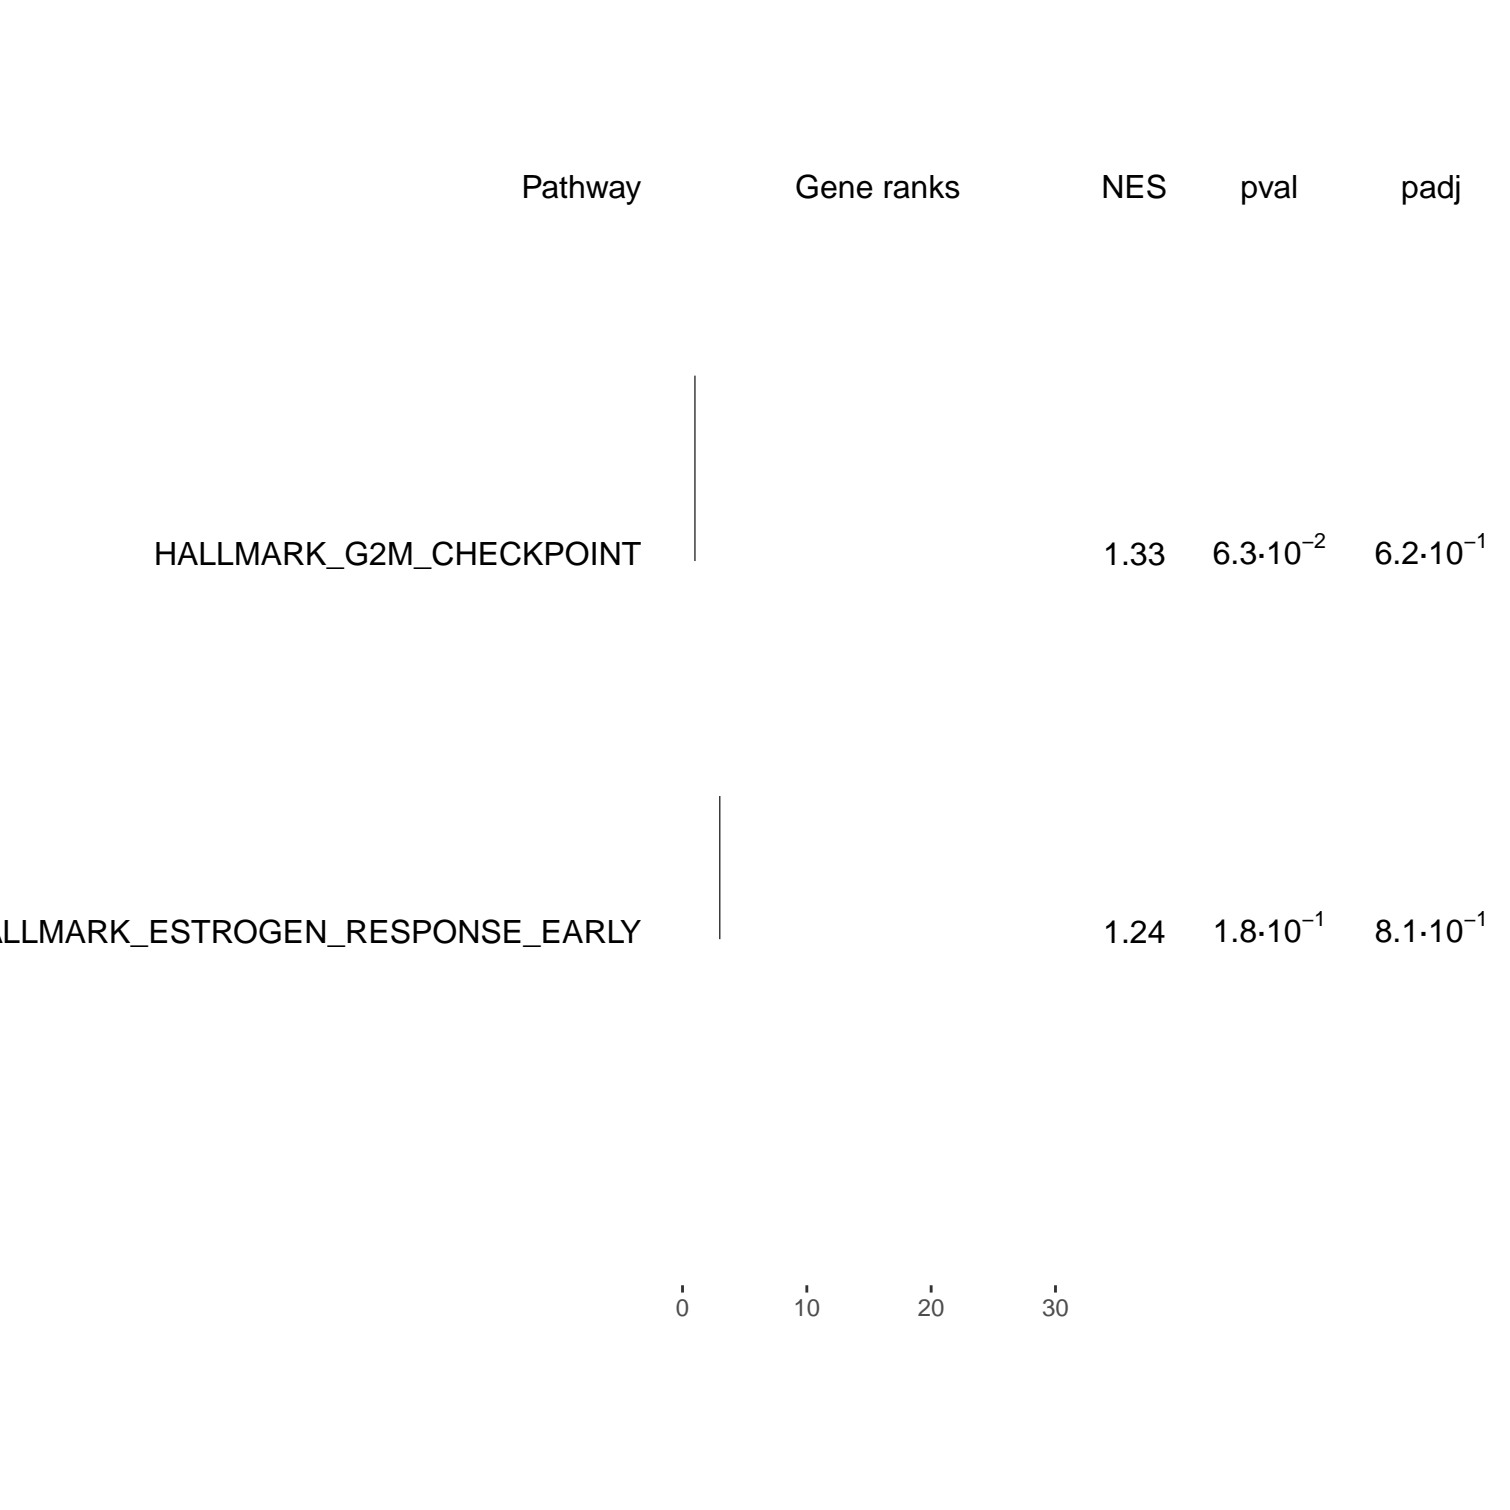 Pathway Gene ranks NES pval padj
HALLMARK_G2M_CHECKPOINT 1.33 6.3·10⁻² 6.2·10⁻¹
ALLMARK_ESTROGEN_RESPONSE_EARLY 1.24 1.8·10⁻¹ 8.1·10⁻¹
0 10 20 30